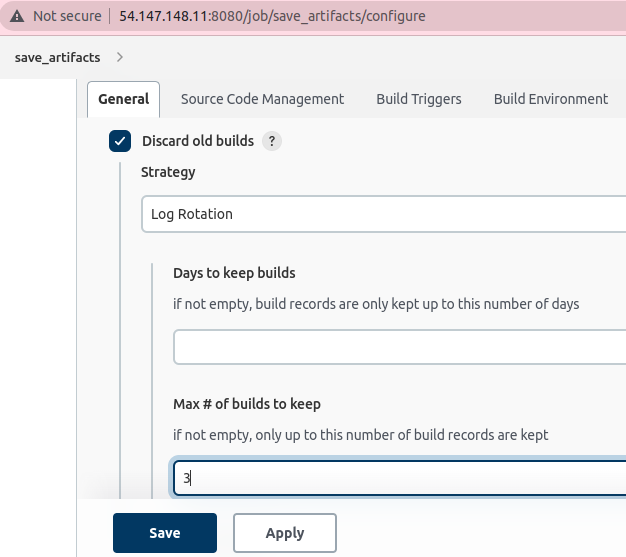 Not secure | 54.147.148.11:8080/job/save_artifacts/configure
save_artifacts >
General Source Code Management Build Triggers Build Environment
Discard old builds ?
Strategy
Log Rotation
Days to keep builds
if not empty, build records are only kept up to this number of days
Max # of builds to keep
if not empty, only up to this number of build records are kept
3
Save Apply